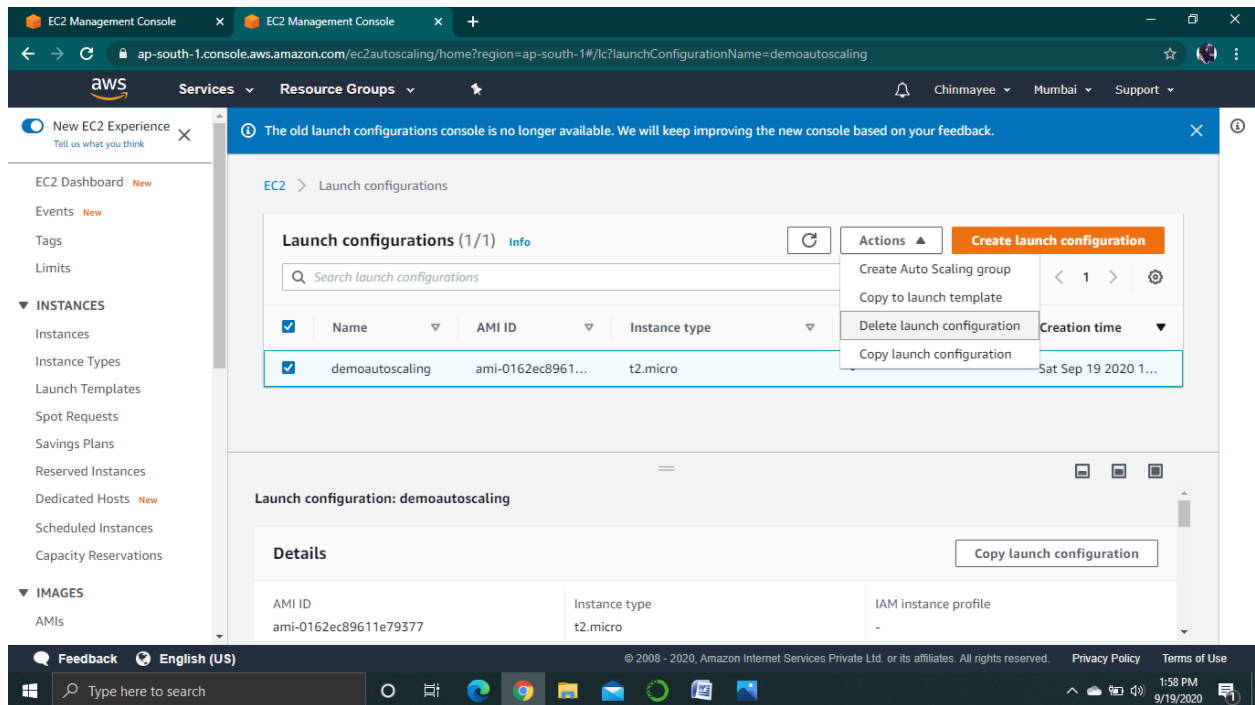 EC2 Management Console
EC2 Management Console
ap-south-1.console.aws.amazon.com/ec2autoscaling/home?region=ap-south-1#/lc?launchConfigurationName=demoautoscaling
aws Services Resource Groups Chinmayee Mumbai Support
New EC2 Experience
Tell us what you think
The old launch configurations console is no longer available. We will keep improving the new console based on your feedback.
EC2 Dashboard New
Events New
Tags
Limits
INSTANCES
Instances
Instance Types
Launch Templates
Spot Requests
Savings Plans
Reserved Instances
Dedicated Hosts New
Scheduled Instances
Capacity Reservations
IMAGES
AMIs
EC2 > Launch configurations
Launch configurations (1/1) Info
Actions
Create launch configuration
Search launch configurations
1
Create Auto Scaling group
Copy to launch template
Delete launch configuration
Copy launch configuration
Name AMI ID Instance type Creation time
demoautoscaling ami-0162ec8961... t2.micro - Sat Sep 19 2020 1...
Launch configuration: demoautoscaling
Details
Copy launch configuration
AMI ID Instance type IAM instance profile
ami-0162ec89611e79377 t2.micro -
Feedback English (US) © 2008 - 2020, Amazon Internet Services Private Ltd. or its affiliates. All rights reserved. Privacy Policy Terms of Use
Type here to search
1:58 PM
9/19/2020
1